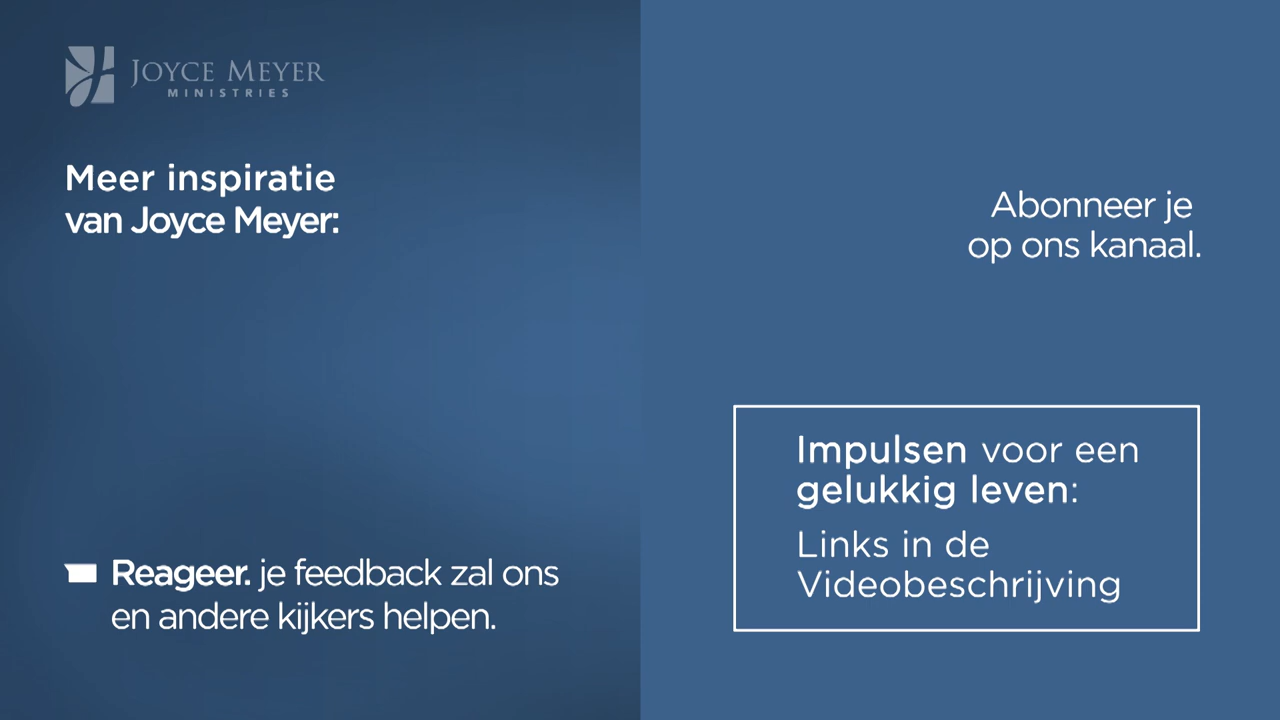 JOYCE MEYER
MINISTRIES
Meer inspiratie
van Joyce Meyer:
Reageer. je feedback zal ons
en andere kijkers helpen.
Abonneer je
op ons kanaal.
Impulsen voor een
gelukkig leven:
Links in de
Videobeschrijving